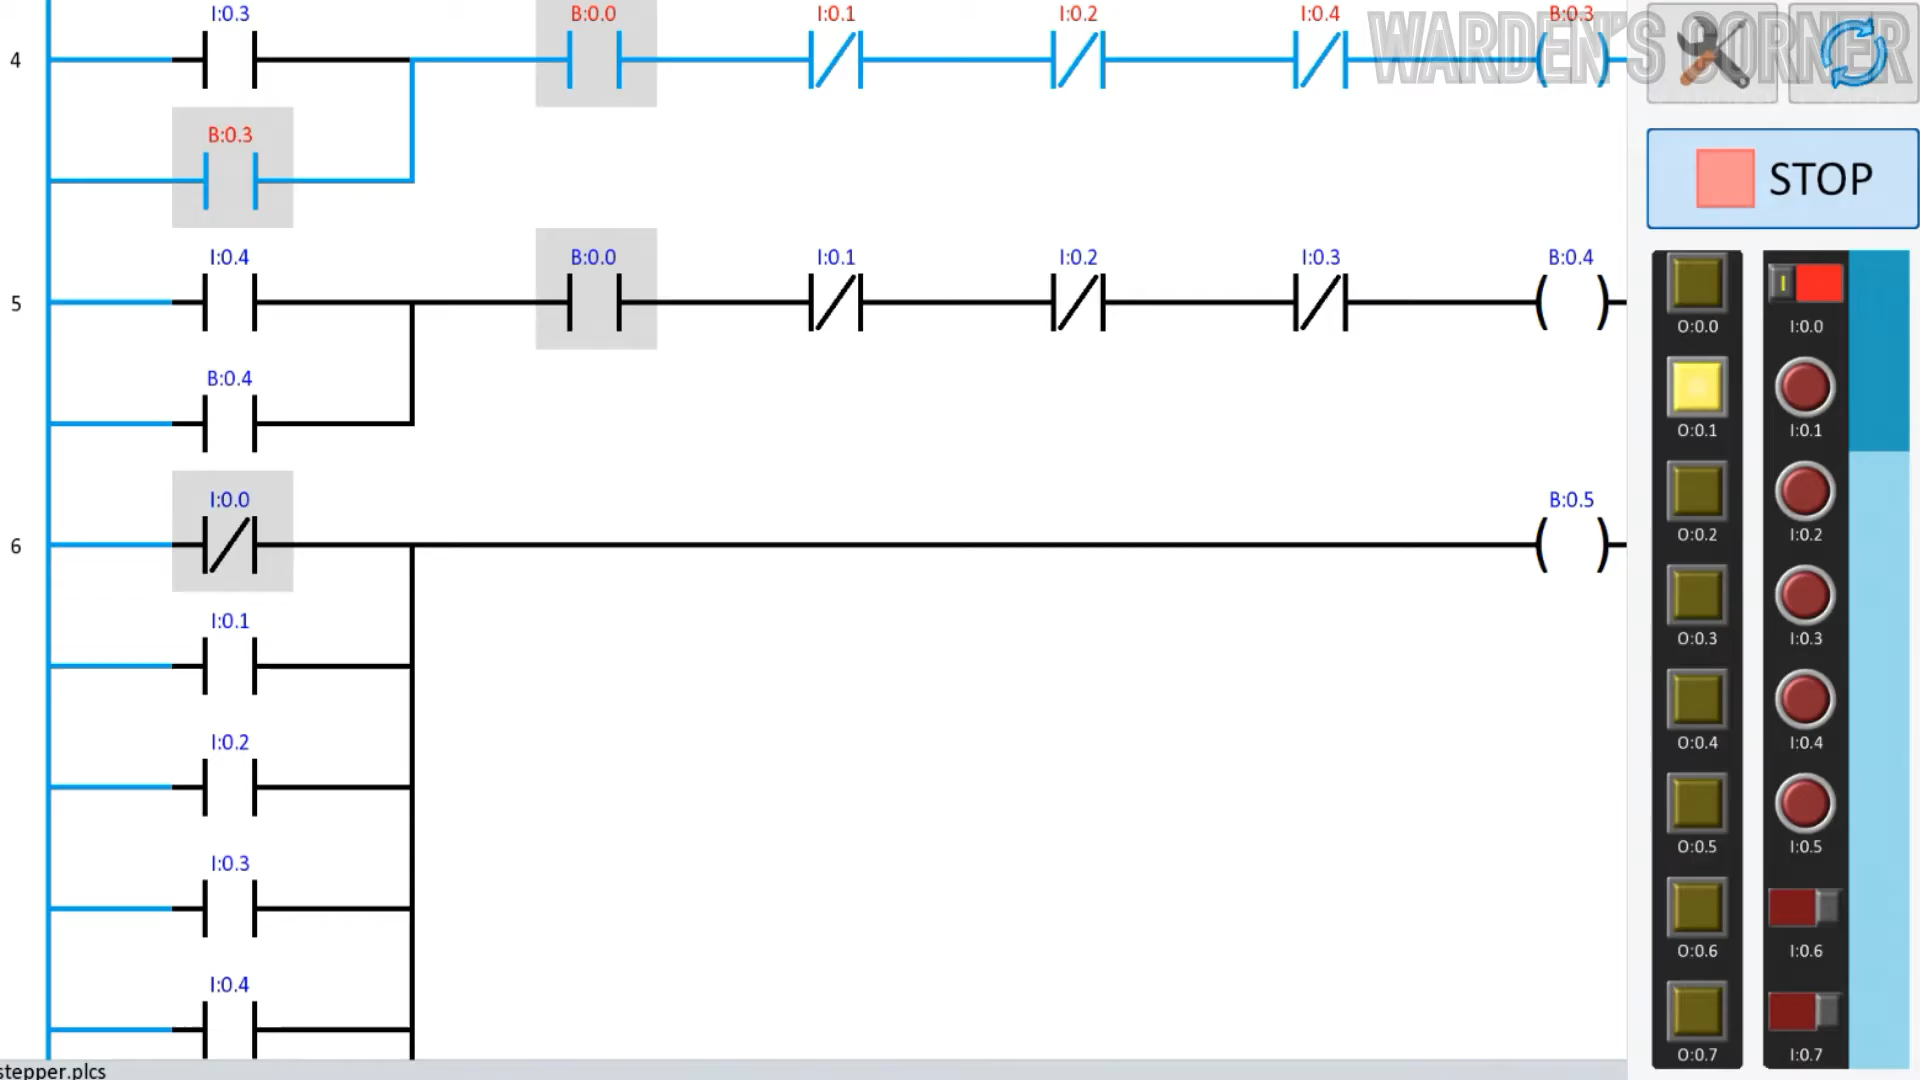 I:0.3 B:0.0 I:0.1 I:0.2 I:0.4 B:0.3
WARDEN'S CORNER
4
B:0.3
STOP
I:0.4 B:0.0 I:0.1 I:0.2 I:0.3 B:0.4
5
O:0.0 I:0.0
B:0.4
O:0.1 I:0.1
I:0.0 B:0.5
6
O:0.2 I:0.2
I:0.1
O:0.3 I:0.3
I:0.2
O:0.4 I:0.4
I:0.3
O:0.5 I:0.5
I:0.4
O:0.6 I:0.6
O:0.7 I:0.7
stepper.plcs